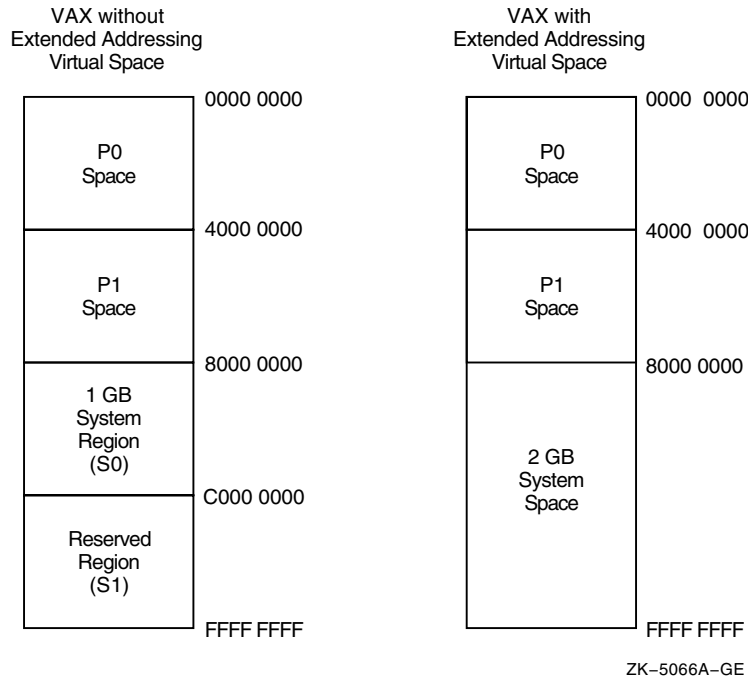 VAX without
Extended Addressing
Virtual Space
0000 0000
P0
Space
4000 0000
P1
Space
8000 0000
1 GB
System
Region
(S0)
C000 0000
Reserved
Region
(S1)
FFFF FFFF
VAX with
Extended Addressing
Virtual Space
0000 0000
P0
Space
4000 0000
P1
Space
8000 0000
2 GB
System
Space
FFFF FFFF
ZK–5066A–GE